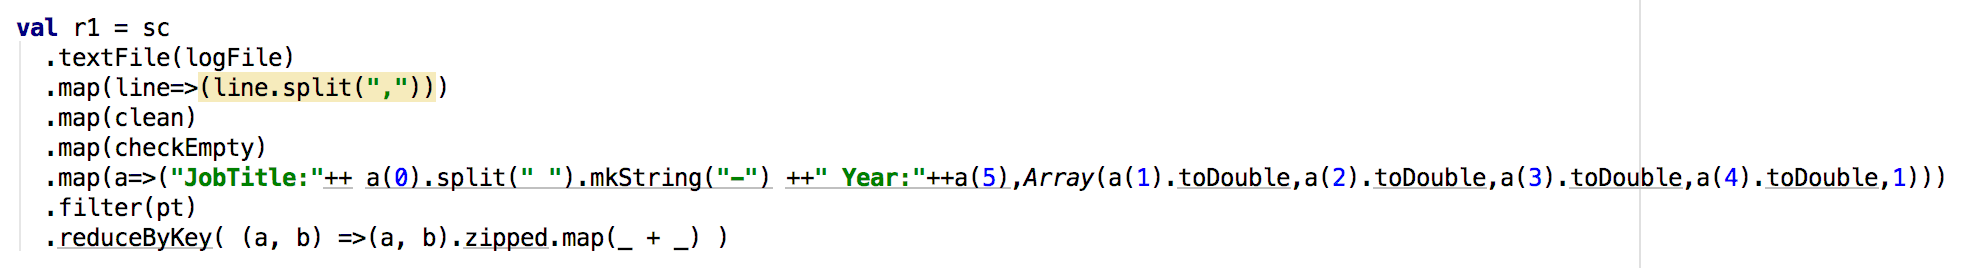 val r1 = sc
.textFile(logFile)
.map(line=>(line.split(",")))
.map(clean)
.map(checkEmpty)
.map(a=>("JobTitle:"++ a(0).split(" ").mkString("-") ++" Year:"++a(5),Array(a(1).toDouble,a(2).toDouble,a(3).toDouble,a(4).toDouble,1)))
.filter(pt)
.reduceByKey( (a, b) =>(a, b).zipped.map(_ + _) )